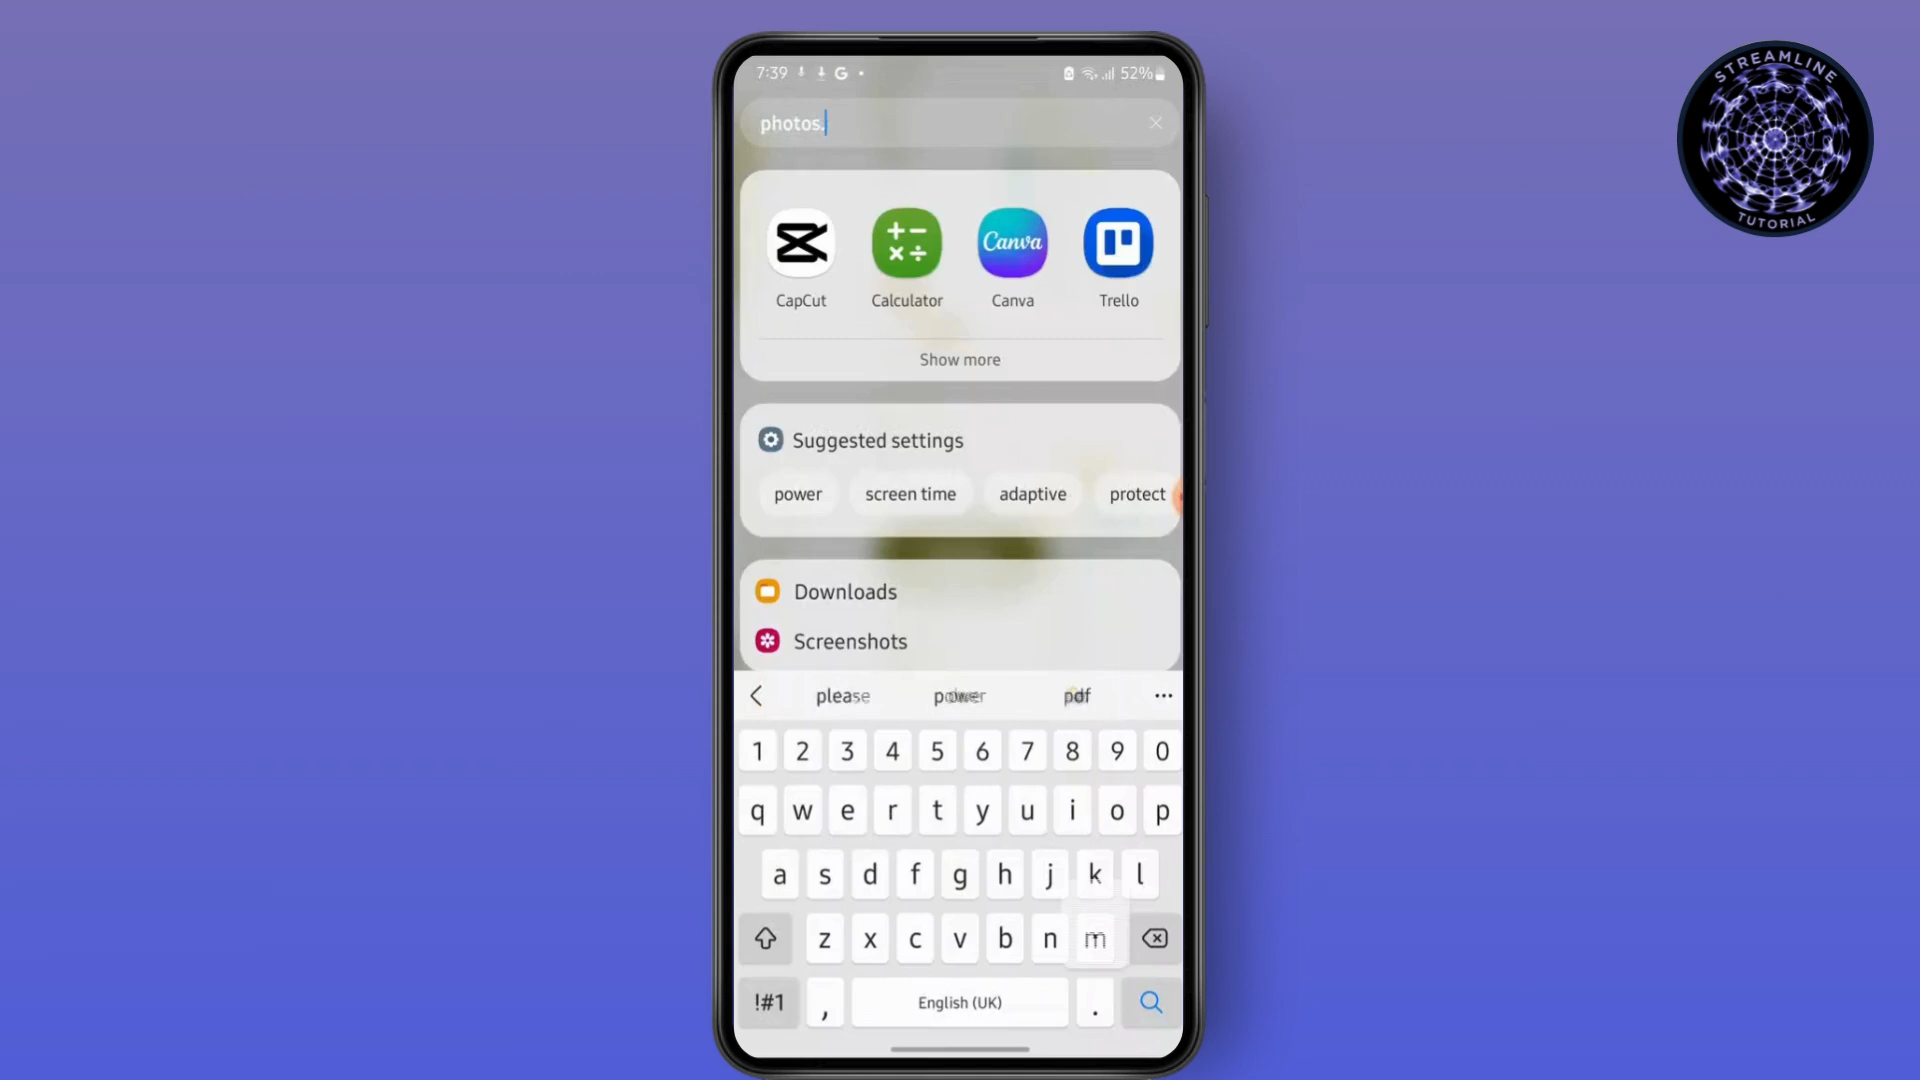 STREAMLINE
TUTORIAL
7:39 G 52%
photos.
CapCut Calculator Canva Trello
Canva
Show more
Suggested settings
power screen time adaptive protect
Downloads
Screenshots
please pdf
1 2 3 4 5 6 7 8 9 0
q w e r t y u i o p
a s d f g h j k l
z x c v b n m
!#1 , English (UK) .